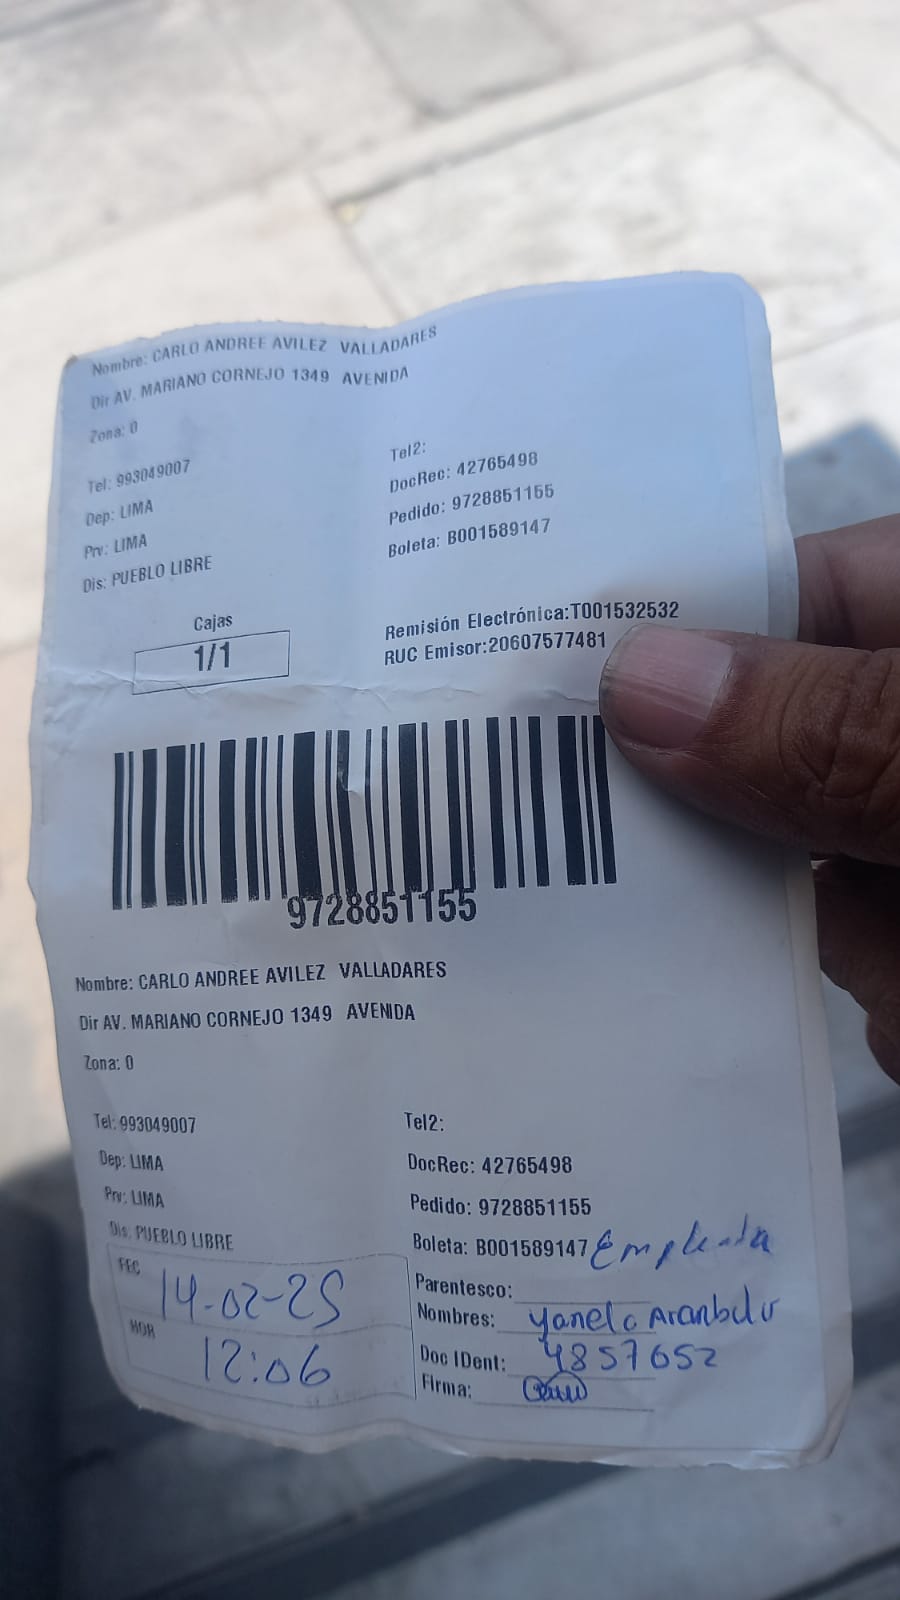 Nombre: CARLO ANDREE AVILEZ VALLADARES
Dir AV. MARIANO CORNEJO 1349 AVENIDA
Zona: 0
Tel: 993049007
Tel2:
Dep: LIMA
DocRec: 42765498
Prv: LIMA
Pedido: 9728851155
Dis: PUEBLO LIBRE
Boleta: B001589147
Cajas
1/1
Remisión Electrónica:T001532532
RUC Emisor:20607577481
9728851155
Nombre: CARLO ANDREE AVILEZ VALLADARES
Dir AV. MARIANO CORNEJO 1349 AVENIDA
Zona: 0
Tel: 993049007
Tel2:
Dep: LIMA
DocRec: 42765498
Prv: LIMA
Pedido: 9728851155
Dis: PUEBLO LIBRE
Boleta: B001589147
FEC 14-02-25
Parentesco:
Nombres:
HOR 12:06
Doc IDent: 4857652
Firma: